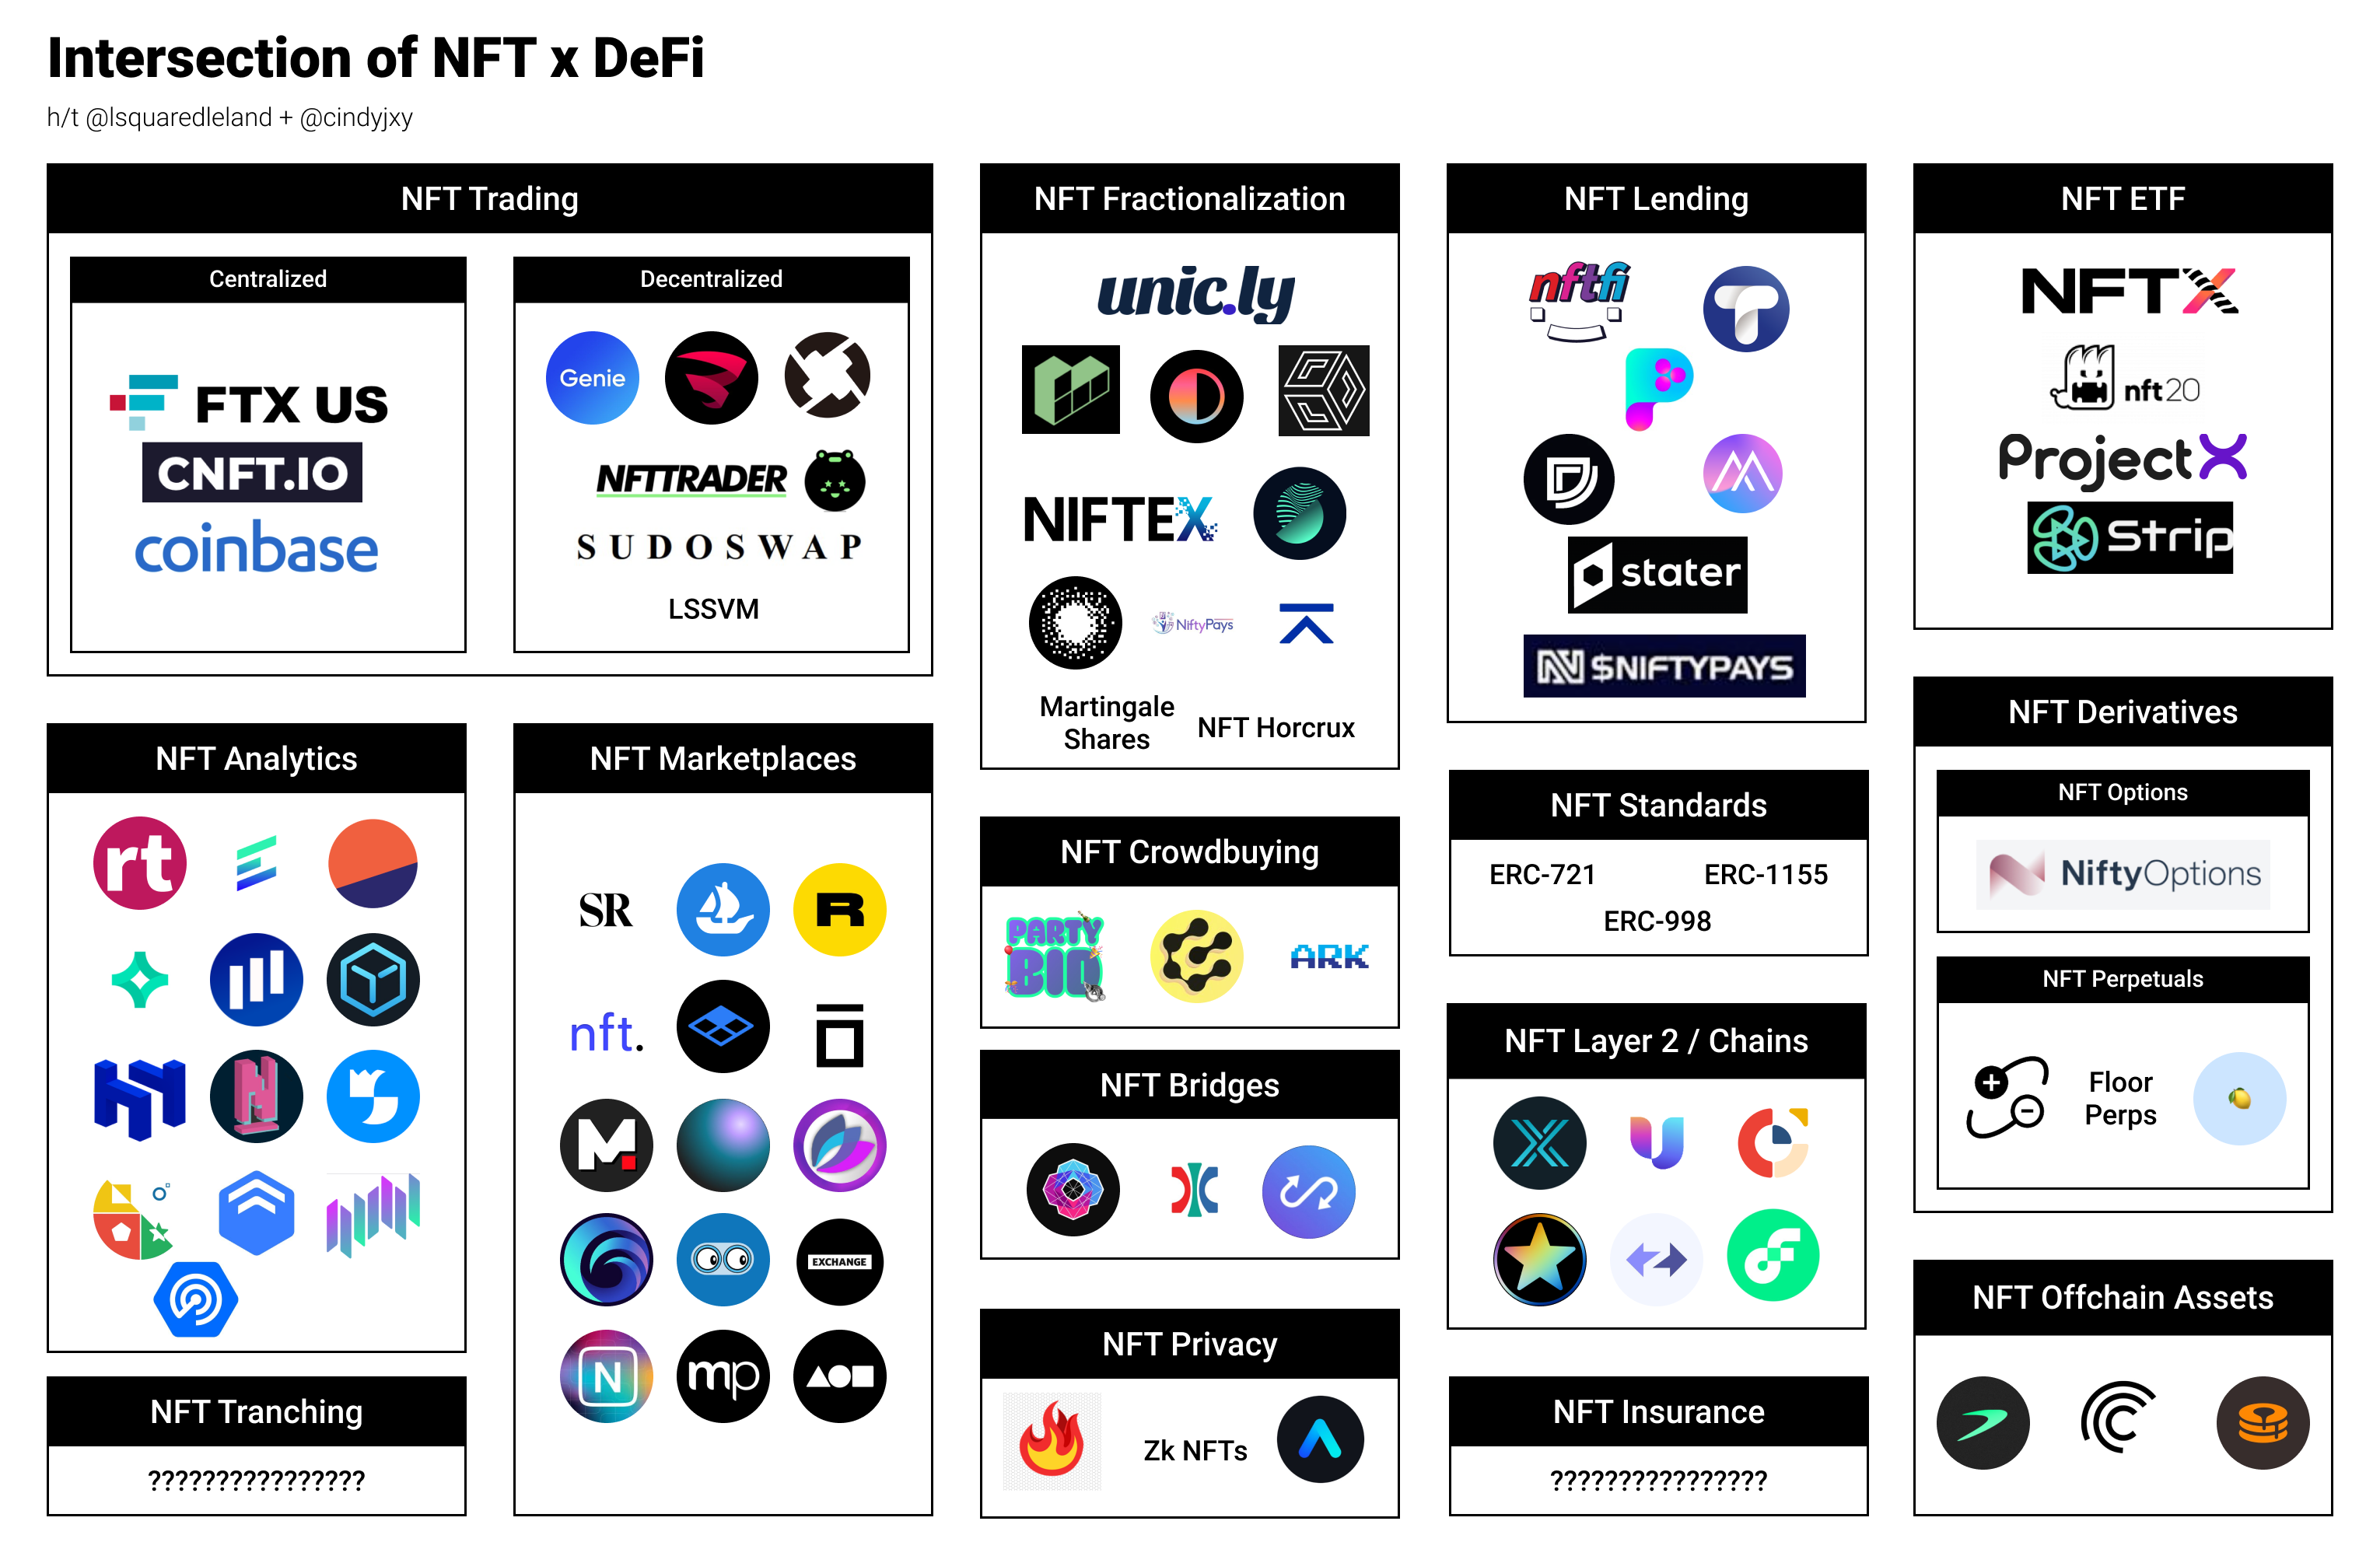 Intersection of NFT x DeFi
h/t @lsquaredleland + @cindyjxy
NFT Trading
Centralized
FTX US
CNFT.IO
coinbase
Decentralized
Genie
NFTTRADER
SUDOSWAP
LSSVM
NFT Fractionalization
unic.ly
NIFTEX
NiftyPays
Martingale
Shares
NFT Horcrux
NFT Lending
nftfi
stater
$NIFTYPAYS
NFT ETF
NFTX
nft20
ProjectX
Strip
NFT Analytics
rt
NFT Marketplaces
SR
R
nft.
M
EXCHANGE
N
mp
NFT Crowdbuying
PARTY
BID
ARK
NFT Standards
ERC-721
ERC-1155
ERC-998
NFT Derivatives
NFT Options
NiftyOptions
NFT Perpetuals
Floor
Perps
NFT Bridges
NFT Layer 2 / Chains
NFT Offchain Assets
NFT Privacy
Zk NFTs
NFT Tranching
????????????????
NFT Insurance
????????????????